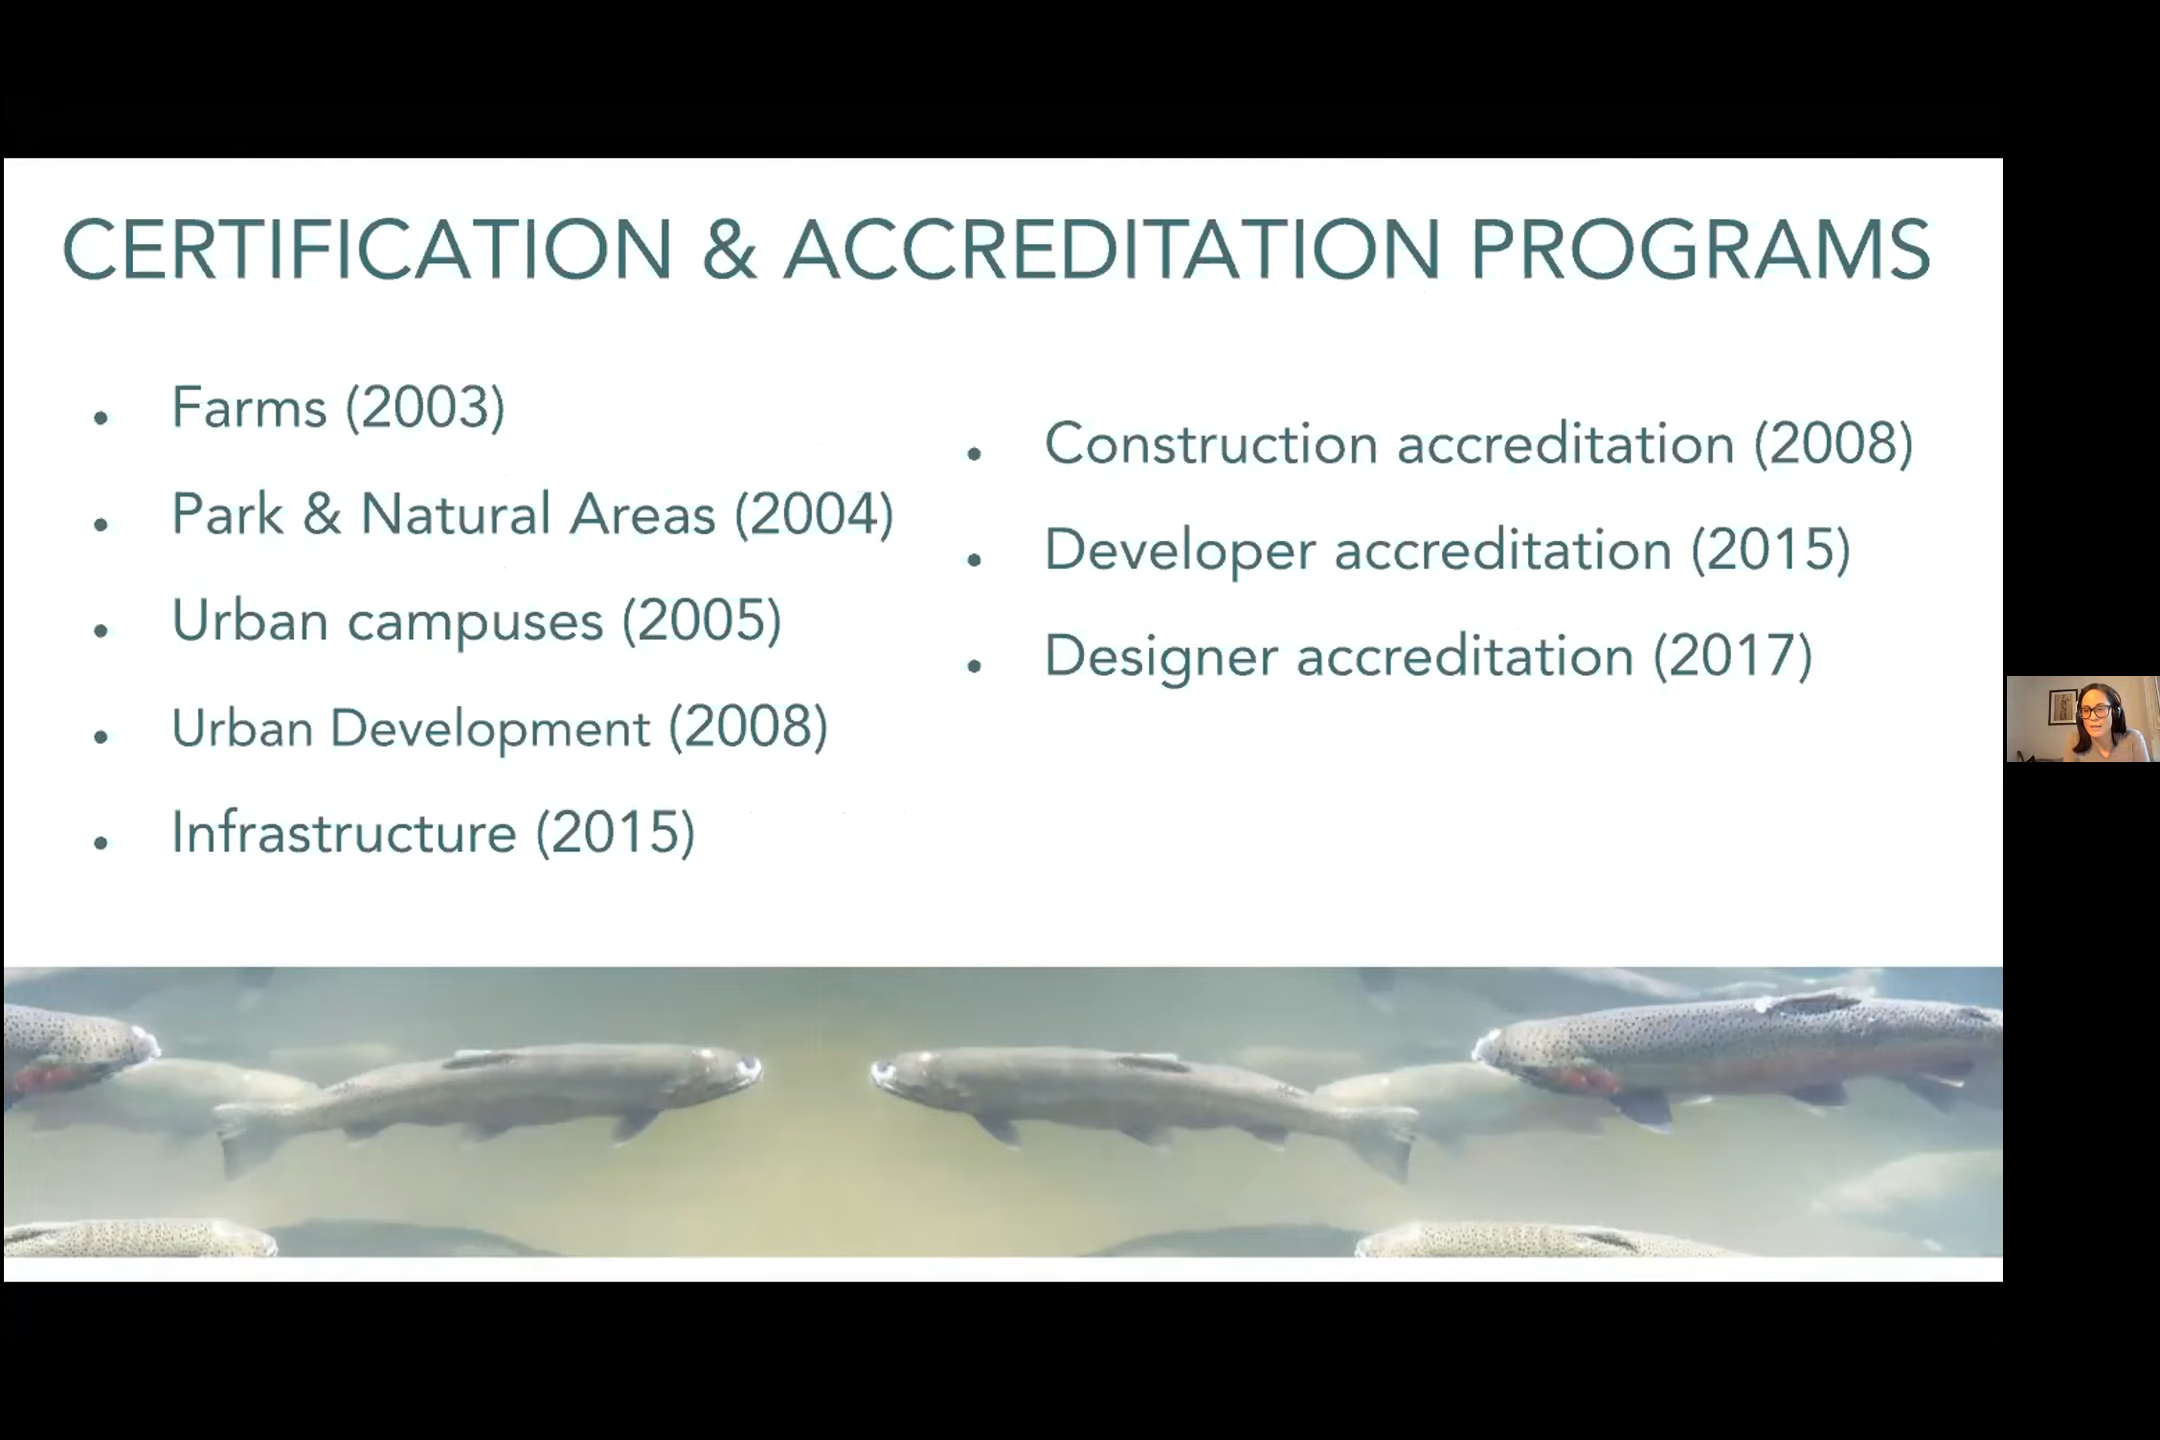 CERTIFICATION & ACCREDITATION PROGRAMS
• Farms (2003)
• Park & Natural Areas (2004)
• Urban campuses (2005)
• Urban Development (2008)
• Infrastructure (2015)
• Construction accreditation (2008)
• Developer accreditation (2015)
• Designer accreditation (2017)